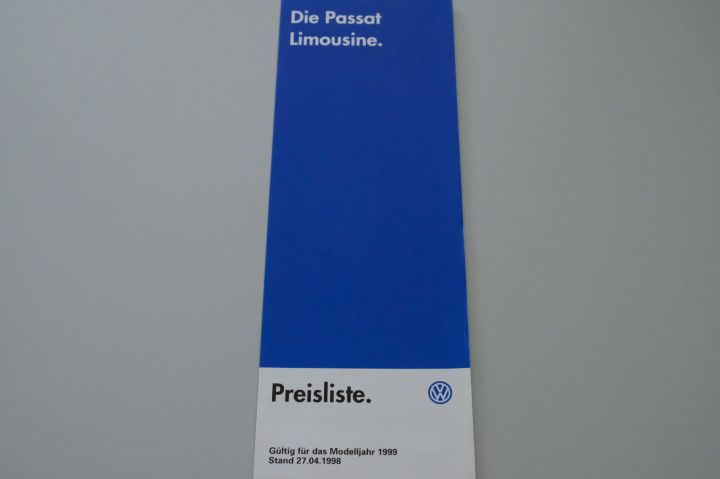 Die Passat
Limousine.
Preisliste.
Gültig für das Modelljahr 1999
Stand 27.04.1998